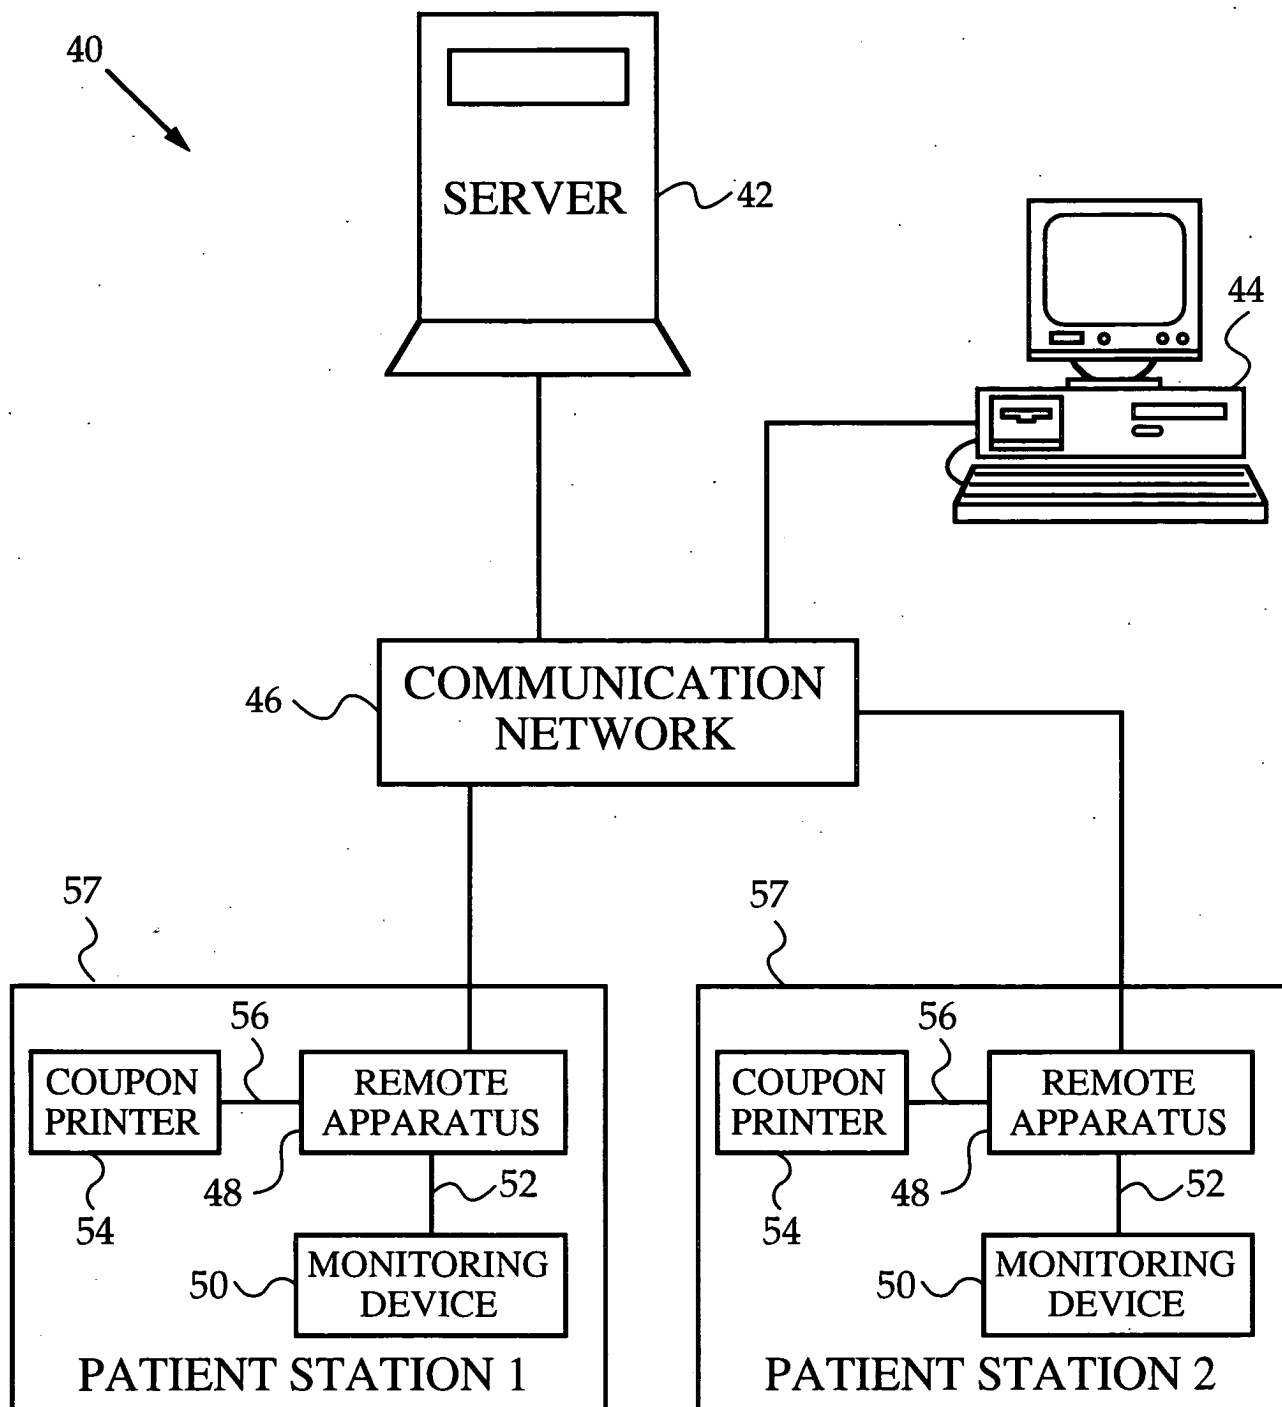 40
SERVER
42
44
COMMUNICATION
NETWORK
46
57
57
56
COUPON
PRINTER
REMOTE
APPARATUS
48
52
54
50
MONITORING
DEVICE
PATIENT STATION 1
56
COUPON
PRINTER
REMOTE
APPARATUS
48
52
54
50
MONITORING
DEVICE
PATIENT STATION 2